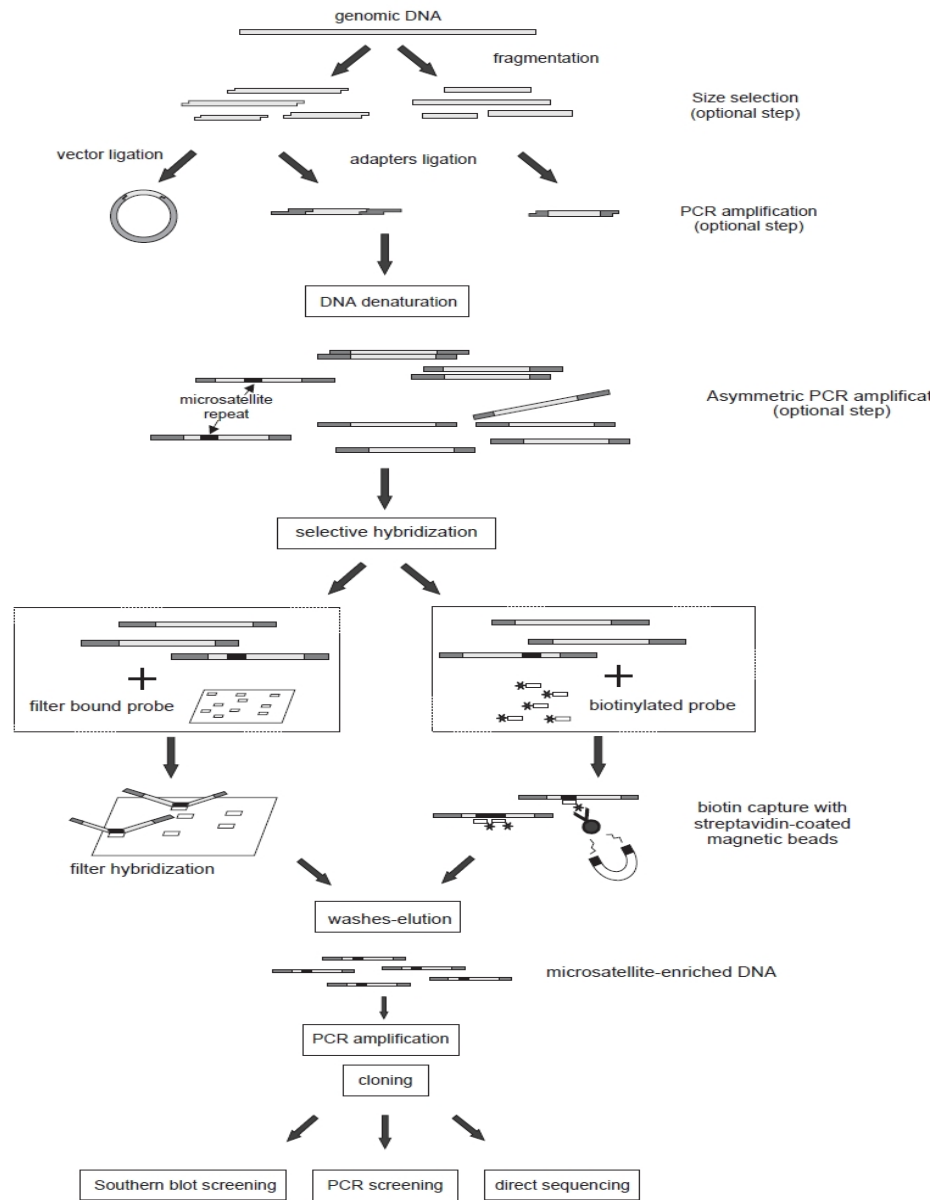 genomic DNA
fragmentation
Size selection
(optional step)
vector ligation
adapters ligation
PCR amplification
(optional step)
DNA denaturation
microsatellite
repeat
Asymmetric PCR amplificat
(optional step)
selective hybridization
filter bound probe
biotinylated probe
biotin capture with
streptavidin-coated
magnetic beads
filter hybridization
washes-elution
microsatellite-enriched DNA
PCR amplification
cloning
Southern blot screening
PCR screening
direct sequencing